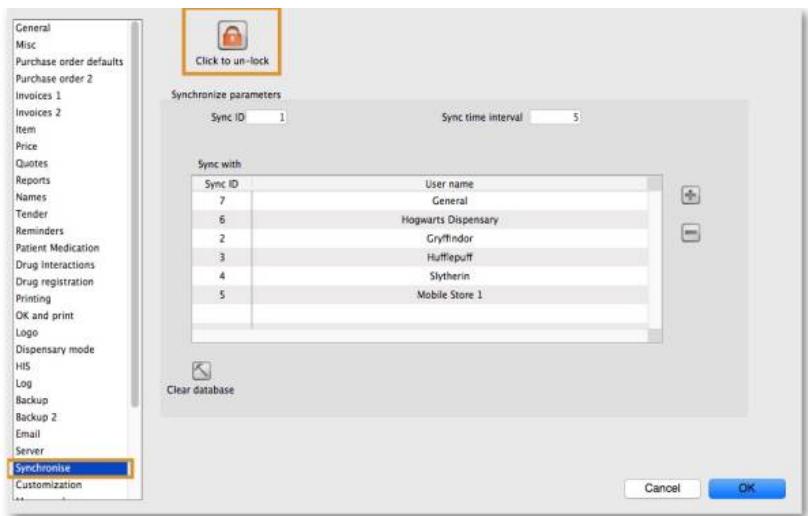 General
Misc
Purchase order defaults
Purchase order 2
Invoices 1
Invoices 2
Item
Price
Quotes
Reports
Names
Tender
Reminders
Patient Medication
Drug Interactions
Drug registration
Printing
OK and print
Logo
Dispensary mode
HIS
Log
Backup
Backup 2
Email
Server
Synchronise
Customization
Click to un-lock
Synchronize parameters
Sync ID 1 Sync time interval 5
Sync with
Sync ID User name
7 General
6 Hogwarts Dispensary
2 Gryffindor
3 Hufflepuff
4 Slytherin
5 Mobile Store 1
Clear database
Cancel OK